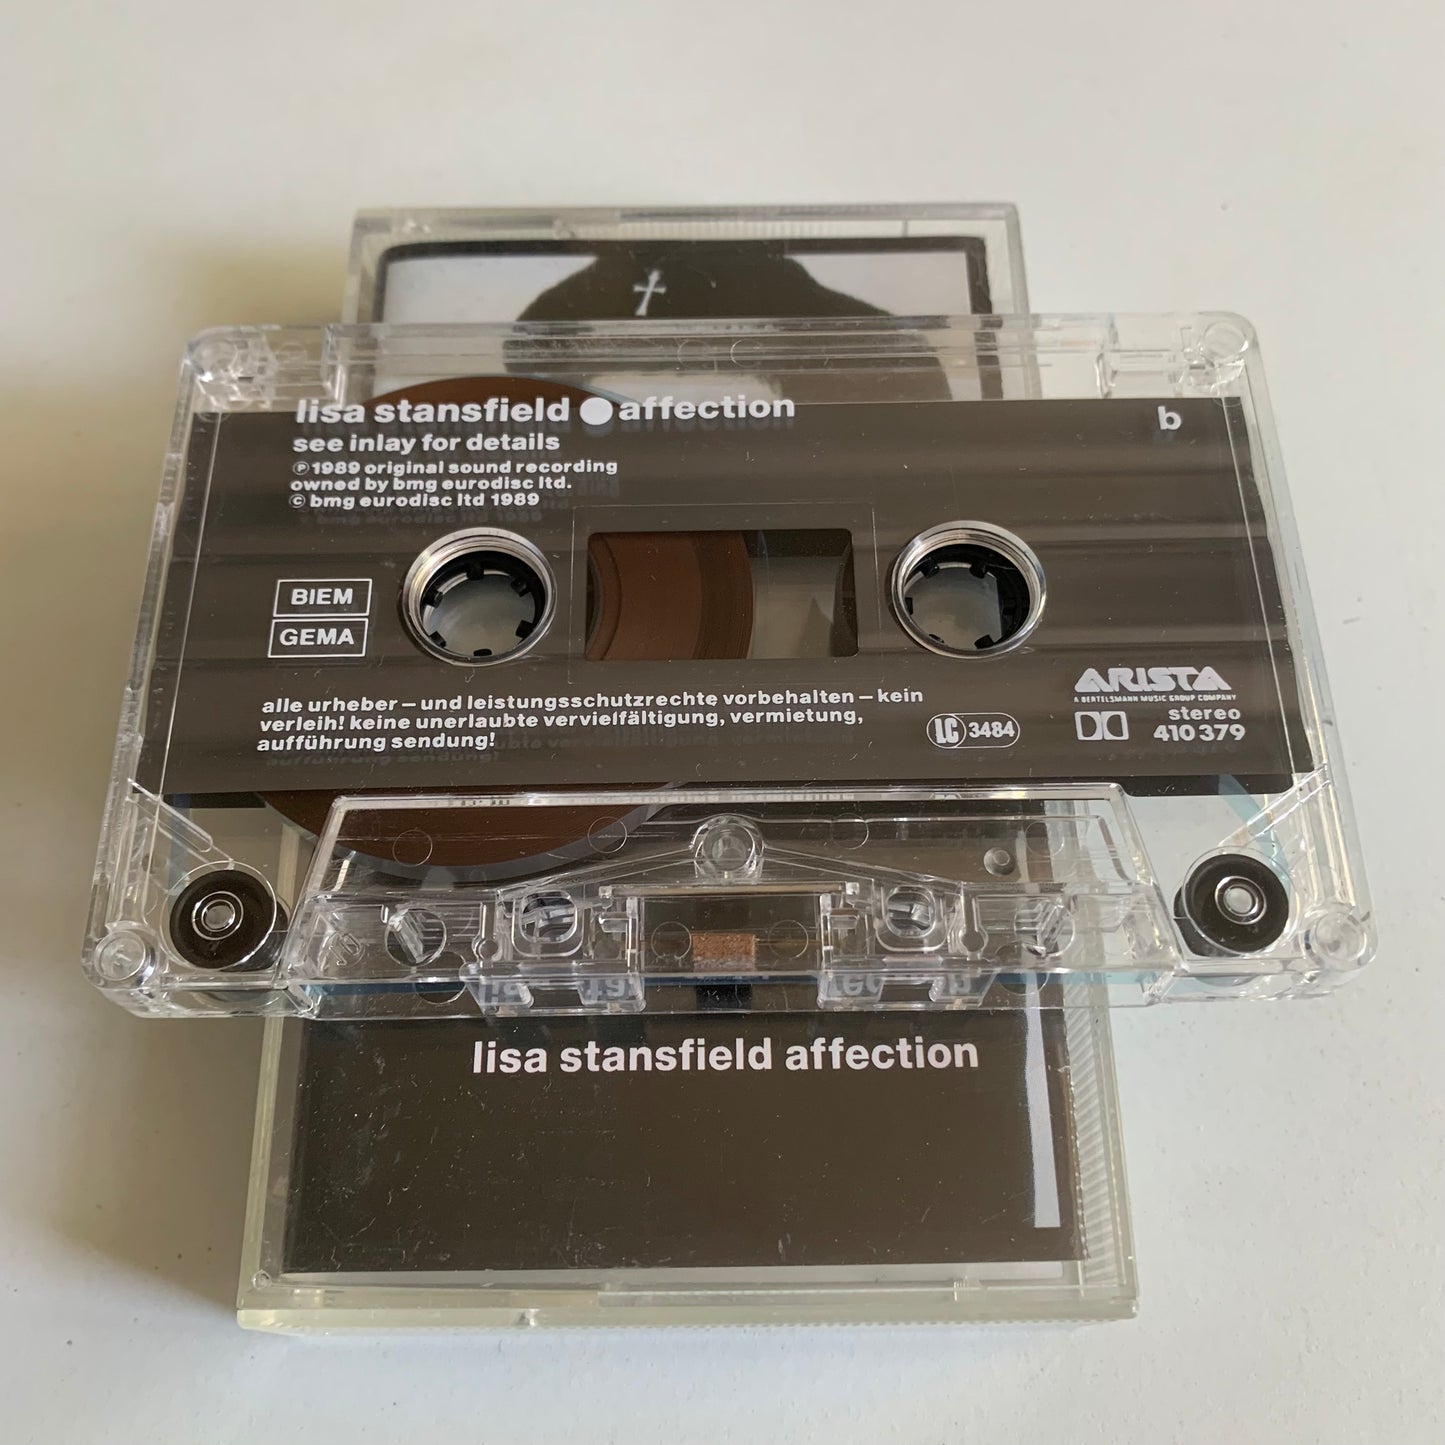 lisa stansfield ● affection
b
see inlay for details
℗ 1989 original sound recording
owned by bmg eurodisc ltd.
© bmg eurodisc ltd 1989
BIEM
GEMA
alle urheber – und leistungsschutzrechte vorbehalten – kein
verleih! keine unerlaubte vervielfältigung, vermietung,
aufführung sendung!
LC 3484
ARISTA
A BERTELSMANN MUSIC GROUP COMPANY
stereo
410 379
lisa stansfield affection